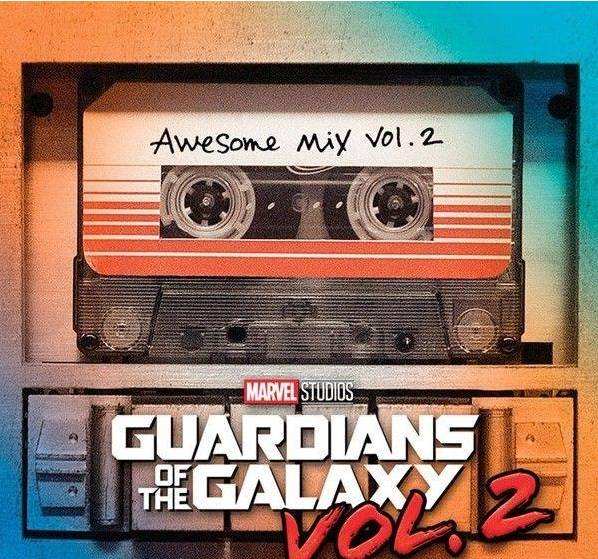 Awesome Mix Vol. 2
MARVEL STUDIOS
GUARDIANS
OF THE GALAXY
VOL. 2